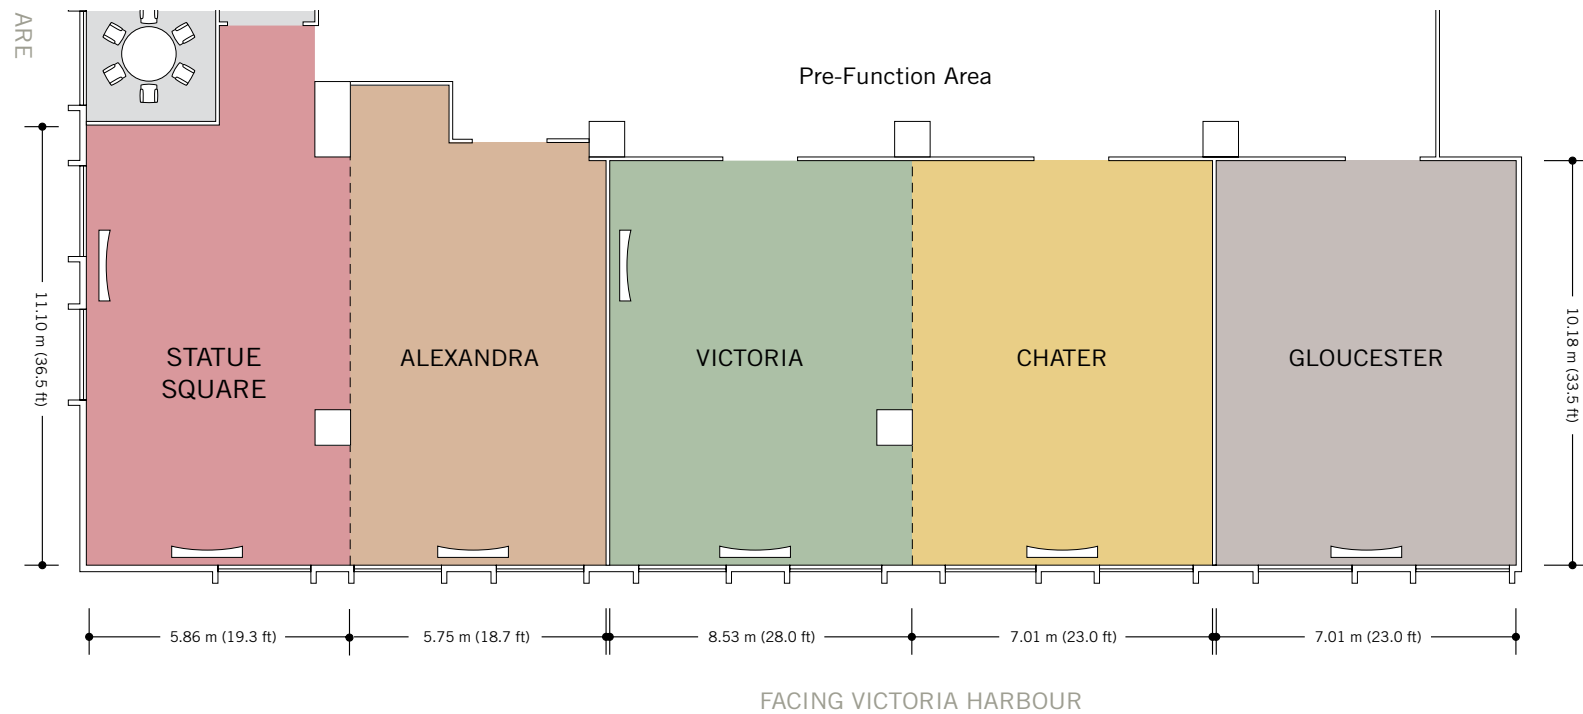 ARE
Pre-Function Area
11.10 m (36.5 ft)
STATUE
SQUARE
ALEXANDRA
VICTORIA
CHATER
GLOUCESTER
10.18 m (33.5 ft)
5.86 m (19.3 ft)
5.75 m (18.7 ft)
8.53 m (28.0 ft)
7.01 m (23.0 ft)
7.01 m (23.0 ft)
FACING VICTORIA HARBOUR